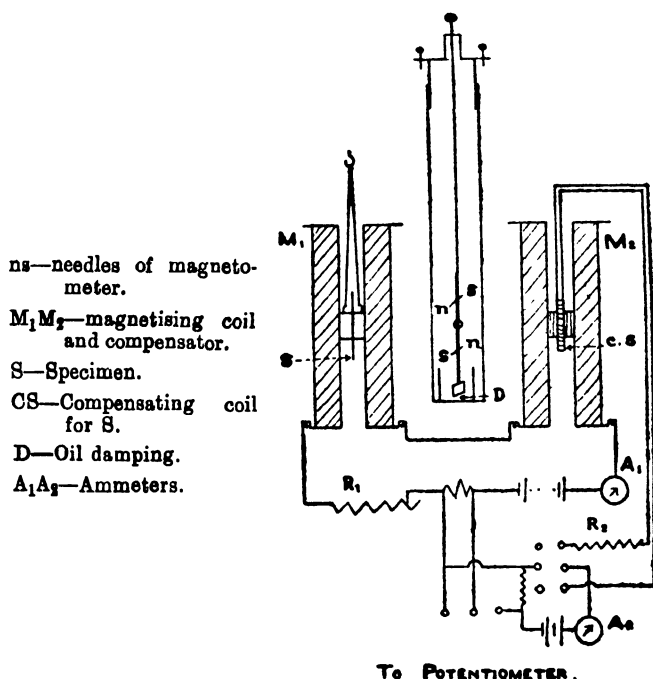 ns—needles of magneto-
meter.
M₁M₂—magnetising coil
and compensator.
S—Specimen.
CS—Compensating coil
for S.
D—Oil damping.
A₁A₂—Ammeters.
M₁
M₂
S
n
S
n
S
c.s
D
A₁
R₁
R₂
A₂
To POTENTIOMETER.